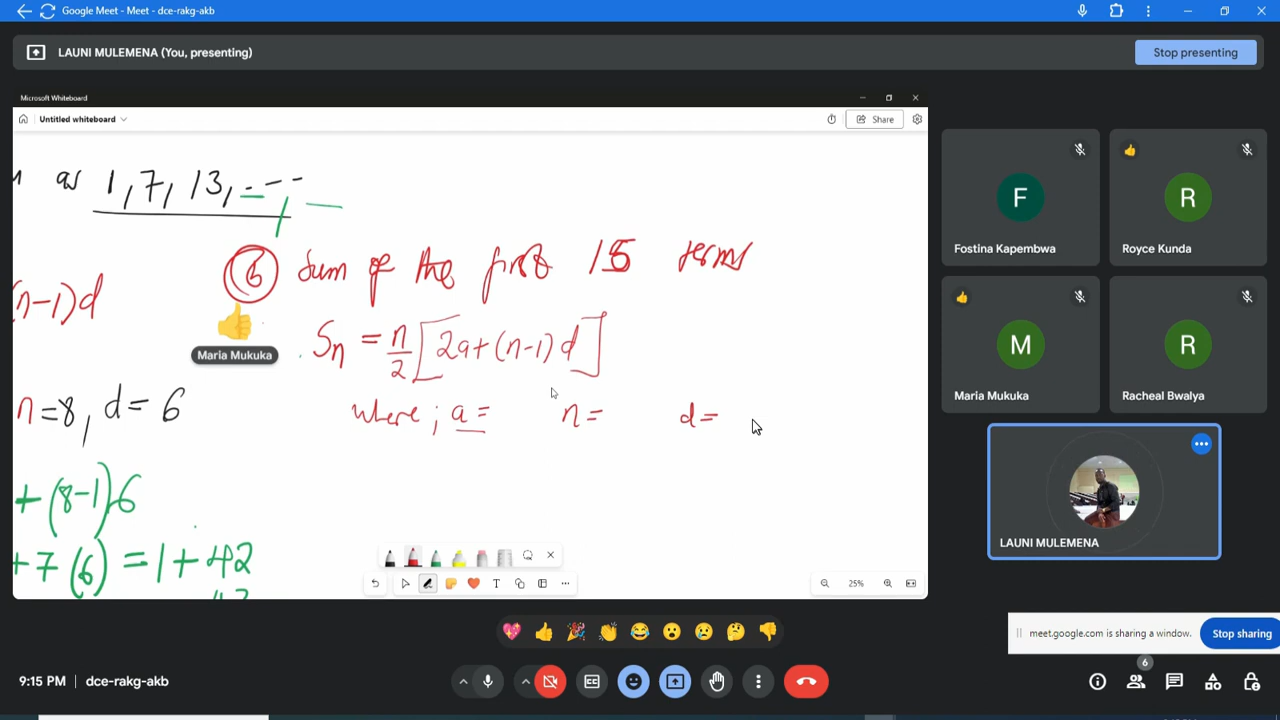 Google Meet - Meet - dce-rakg-akb
LAUNI MULEMENA (You, presenting)
Stop presenting
Microsoft Whiteboard
Untitled whiteboard
Share
as 1, 7, 13, ---
(n-1)d
⑥ Sum of the first 15 terms
Maria Mukuka
Sn = n/2 [2a+(n-1)d]
where; a= n= d=
n=8, d= 6
+(8-1)6
+7(6) = 1+42
25%
F
Fostina Kapembwa
R
Royce Kunda
M
Maria Mukuka
R
Racheal Bwalya
LAUNI MULEMENA
meet.google.com is sharing a window.
Stop sharing
9:15 PM | dce-rakg-akb
6